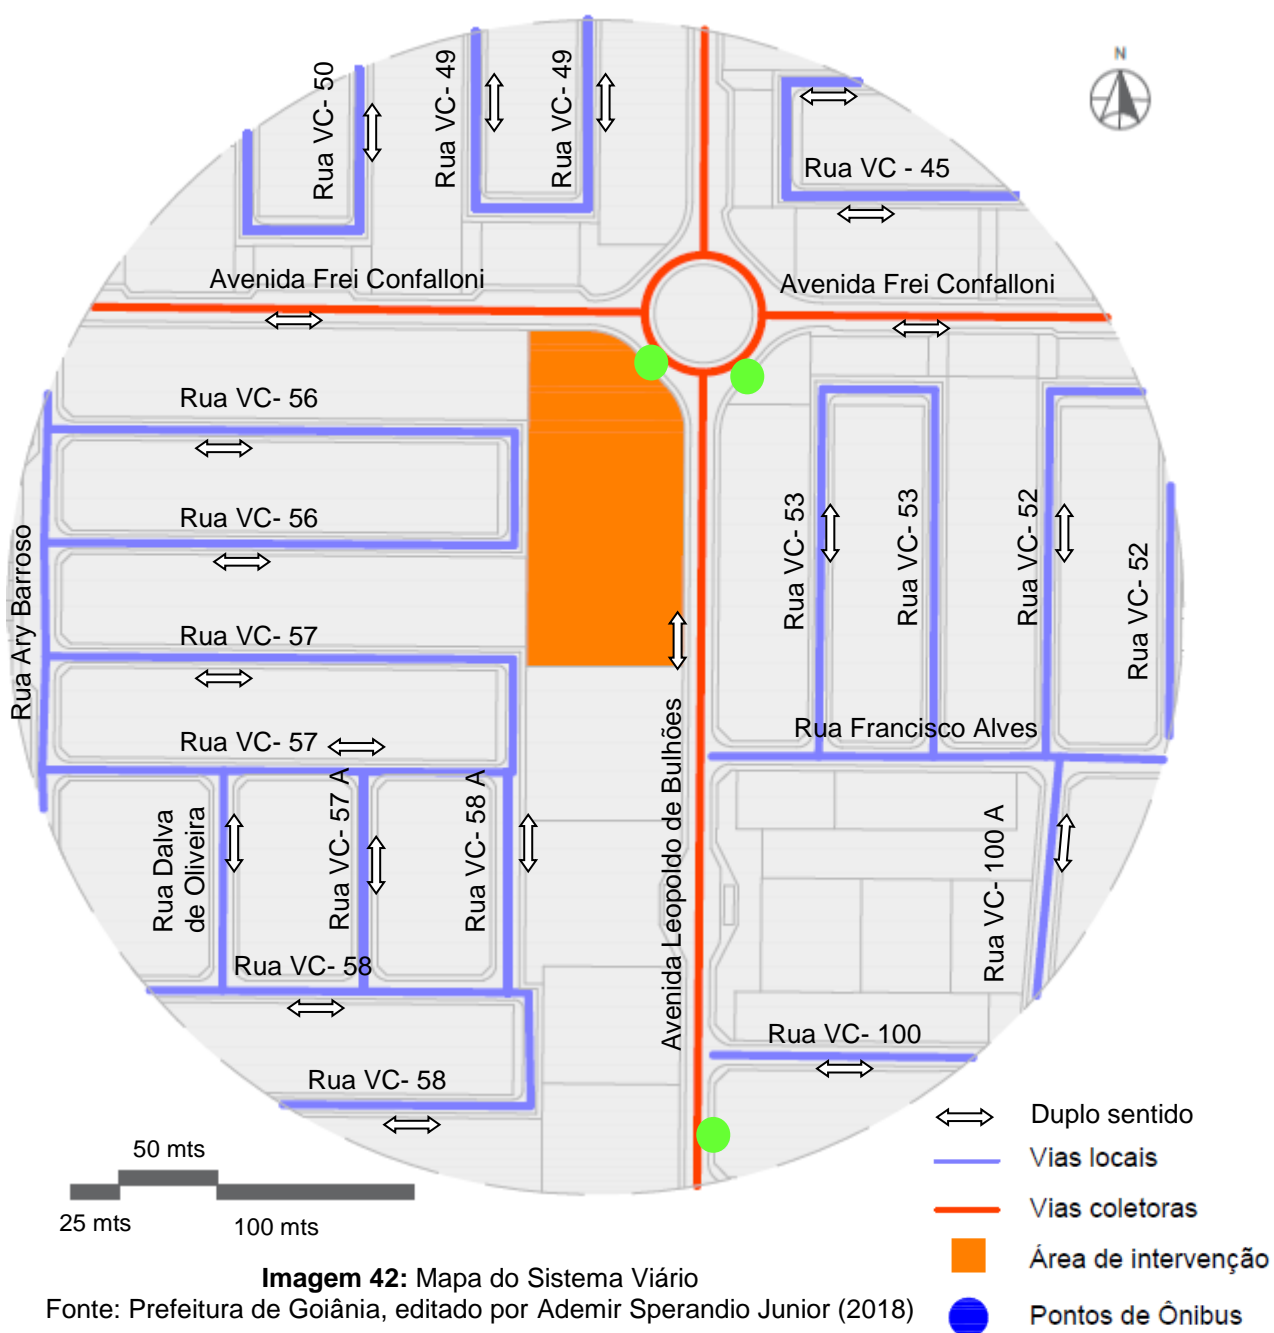 N
Rua VC- 50
Rua VC- 49
Rua VC- 49
Rua VC - 45
Avenida Frei Confalloni
Avenida Frei Confalloni
Rua VC- 56
Rua VC- 56
Rua Ary Barroso
Rua VC- 57
Rua VC- 57
Rua VC- 53
Rua VC- 53
Rua VC- 52
Rua VC- 52
Rua Francisco Alves
Avenida Leopoldo de Bulhões
Rua Dalva
de Oliveira
Rua VC- 57 A
Rua VC- 58 A
Rua VC- 100 A
Rua VC- 58
Rua VC- 100
Rua VC- 58
50 mts
25 mts
100 mts
Duplo sentido
Vias locais
Vias coletoras
Área de intervenção
Pontos de Ônibus
Imagem 42: Mapa do Sistema Viário
Fonte: Prefeitura de Goiânia, editado por Ademir Sperandio Junior (2018)